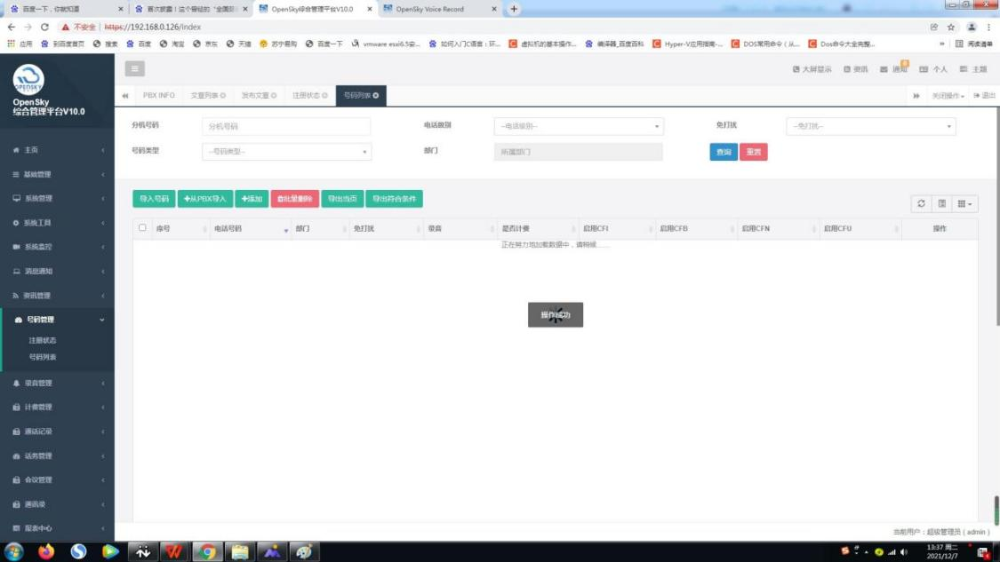 百度一下，你就知道
OpenSky综合管理平台V10.0
OpenSky Voice Record
不安全 https://192.168.0.126/index
应用 到百度首页 搜索 百度 淘宝 京东 天猫 苏宁易购 百度一下 vmware esxi6.5安... 如何入门C语言：环... 虚拟机的基本操作... 编译器_百度百科 Hyper-V应用指南-... DOS常用命令（从... Dos命令大全完整... » 阅读清单
OPENSKY
OpenSky
综合管理平台V10.0
大屏显示 资讯 通知 个人 主题
PBX INFO 文章列表 发布文章 注册状态 号码列表 关闭操作 退出
分机号码 分机号码 电话级别 --电话级别-- 免打扰 --免打扰--
号码类型 --号码类型-- 部门 所属部门 查询 重置
导入号码 从PBX导入 添加 批量删除 导出当页 导出符合条件
序号 电话号码 部门 免打扰 录音 是否计费 启用CFI 启用CFB 启用CFN 启用CFU 操作
正在努力地加载数据中，请稍候......
操作成功
主页
基础管理
系统管理
系统工具
系统监控
消息通知
资讯管理
号码管理
注册状态
号码列表
录音管理
计费管理
通话记录
话务管理
会议管理
通讯录
报表中心
当前用户：超级管理员（admin）
13:37 周二
2021/12/7